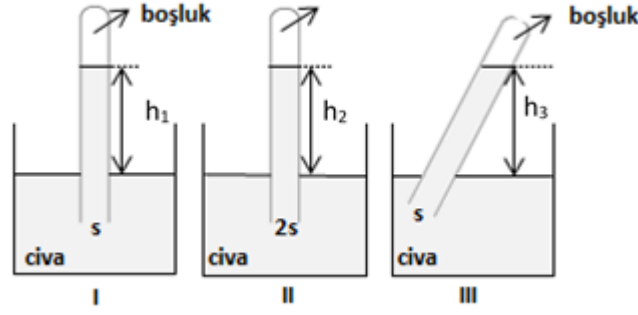 boşluk
boşluk
h₁
h₂
h₃
s
2s
s
civa
civa
civa
I
II
III